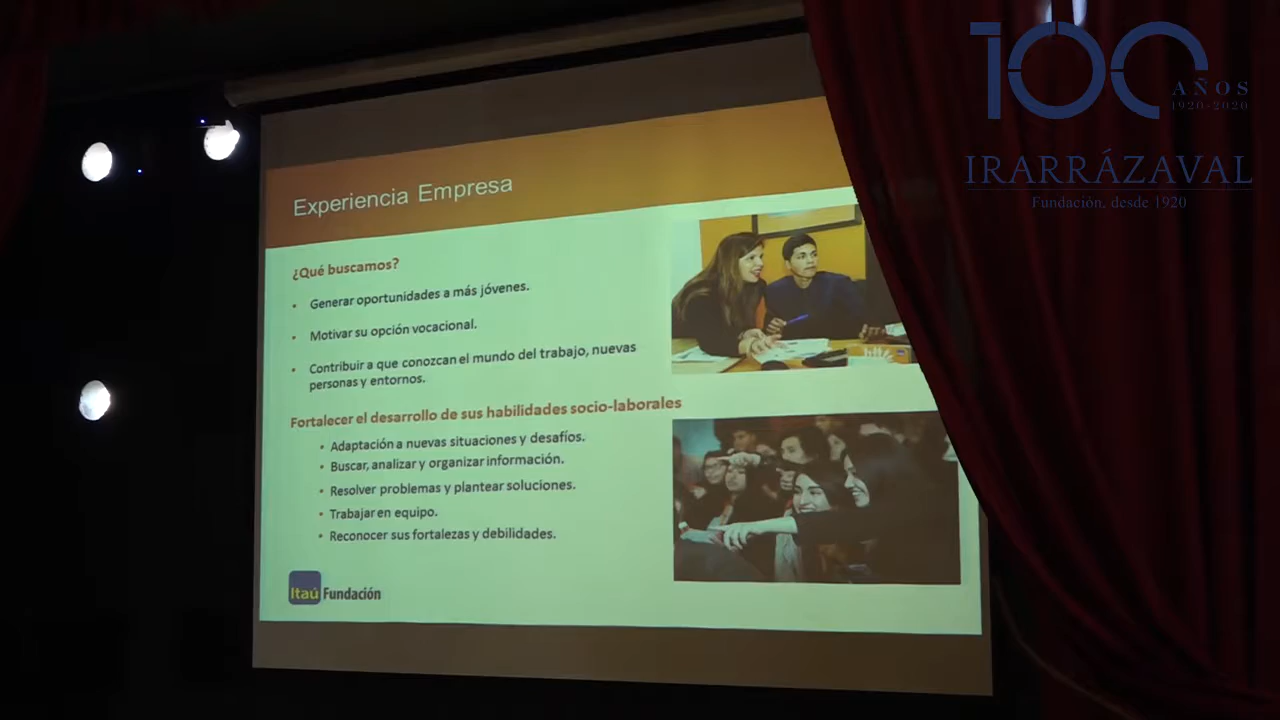 100
AÑOS
1920-2020
IRARRÁZAVAL
Fundación, desde 1920
Experiencia Empresa
¿Qué buscamos?
• Generar oportunidades a más jóvenes.
• Motivar su opción vocacional.
• Contribuir a que conozcan el mundo del trabajo, nuevas
personas y entornos.
Fortalecer el desarrollo de sus habilidades socio-laborales
• Adaptación a nuevas situaciones y desafíos.
• Buscar, analizar y organizar información.
• Resolver problemas y plantear soluciones.
• Trabajar en equipo.
• Reconocer sus fortalezas y debilidades.
Itaú Fundación